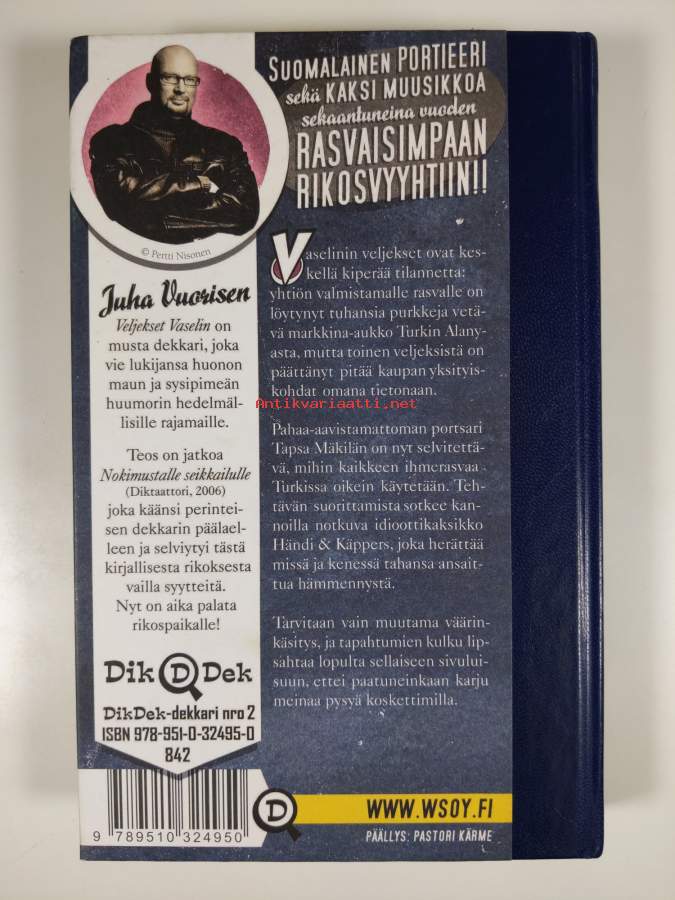 SUOMALAINEN PORTIEERI
sekä KAKSI MUUSIKKOA
sekaantuneina vuoden
RASVAISIMPAAN
RIKOSVYYHTIIN!!
© Pertti Nisonen
Juha Vuorisen
Veljekset Vaselin on
musta dekkari, joka
vie lukijansa huonon
maun ja sysipimeän
huumorin hedelmäl-
lisille rajamaille.
Teos on jatkoa
Nokimustalle seikkailulle
(Diktaattori, 2006)
joka käänsi perintei-
sen dekkarin päälael-
leen ja selviytyi tästä
kirjallisesta rikoksesta
vailla syytteitä.
Nyt on aika palata
rikospaikalle!
Dik D Dek
DikDek-dekkari nro 2
ISBN 978-951-0-32495-0
842
9 789510 324950
Vaselinin veljekset ovat kes-
kellä kiperää tilannetta:
yhtiön valmistamalle rasvalle on
löytynyt tuhansia purkkeja vetä-
vä markkina-aukko Turkin Alany-
asta, mutta toinen veljeksistä on
päättänyt pitää kaupan yksityis-
kohdat omana tietonaan.
Antikvariaatti.net
Pahaa-aavistamattoman portsari
Tapsa Mäkilän on nyt selvitettä-
vä, mihin kaikkeen ihmerasvaa
Turkissa oikein käytetään. Teh-
tävän suorittamista sotkee kan-
noilla notkuva idioottikaksikko
Händi & Käppers, joka herättää
missä ja kenessä tahansa ansait-
tua hämmennystä.
Tarvitaan vain muutama väärin-
käsitys, ja tapahtumien kulku lip-
sahtaa lopulta sellaiseen sivului-
suun, ettei paatuneinkaan karju
meinaa pysyä koskettimilla.
D
WWW.WSOY.FI
PÄÄLLYS: PASTORI KÄRME